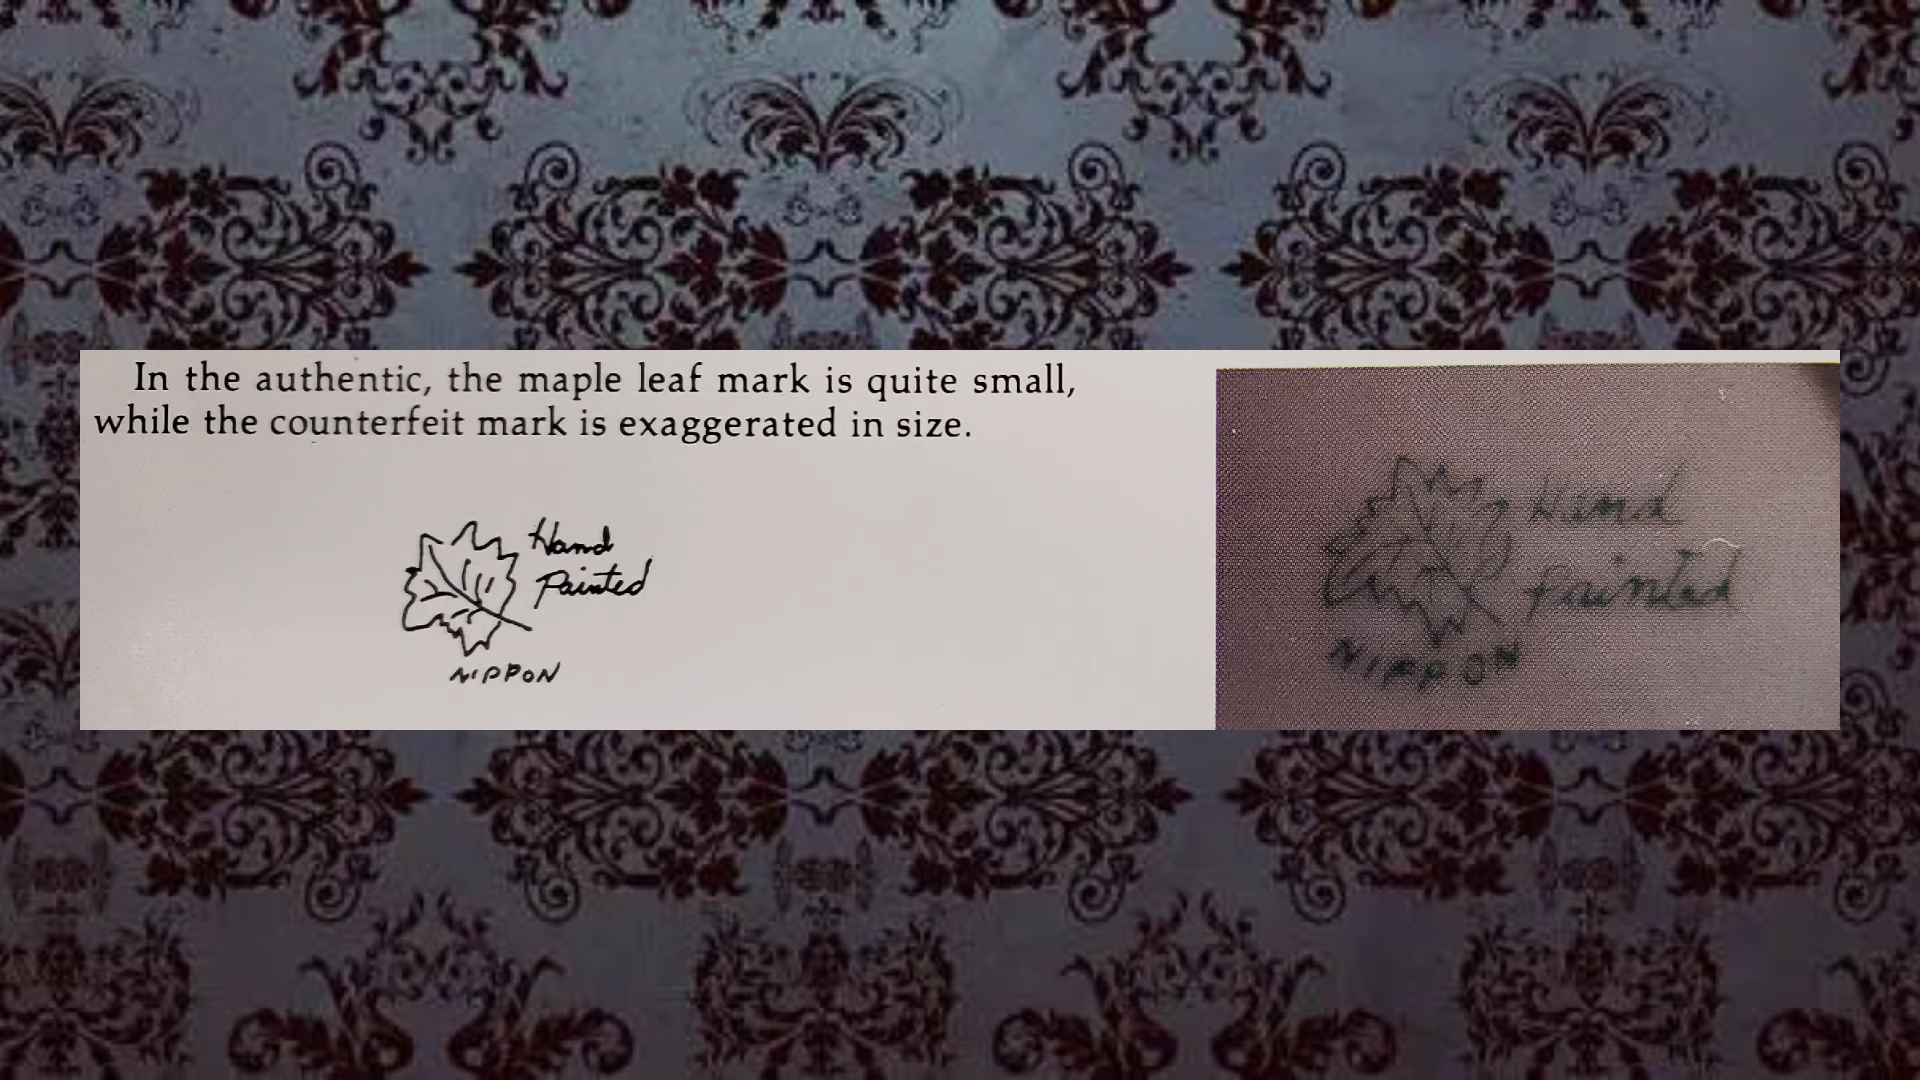 In the authentic, the maple leaf mark is quite small,
while the counterfeit mark is exaggerated in size.
Hand
Painted
NIPPON
Hand
Painted
NIPPON